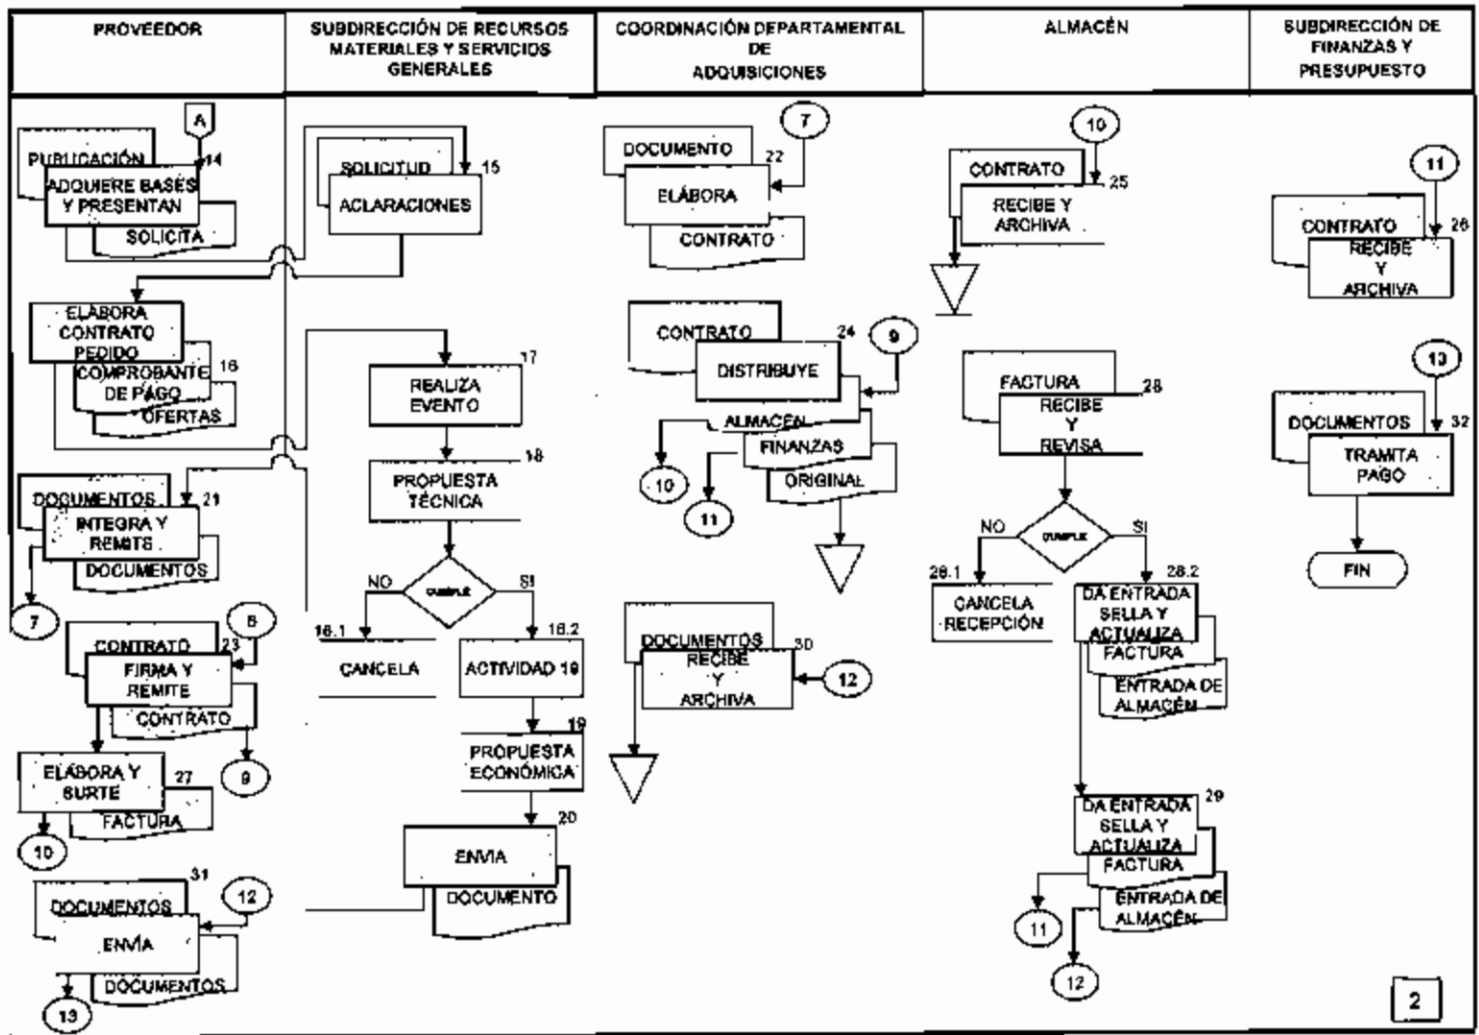 PROVEEDOR
SUBDIRECCIÓN DE RECURSOS
MATERIALES Y SERVICIOS
GENERALES
COORDINACIÓN DEPARTAMENTAL
DE
ADQUISICIONES
ALMACÉN
SUBDIRECCIÓN DE
FINANZAS Y
PRESUPUESTO
A
PUBLICACIÓN
14
ADQUIERE BASES
Y PRESENTAN
SOLICITA
ELÁBORA
CONTRATO
PEDIDO
16
COMPROBANTE
DE PAGO
OFERTAS
DOCUMENTOS
21
INTEGRA Y
REMITE
DOCUMENTOS
7
8
CONTRATO
23
FIRMA Y
REMITE
CONTRATO
9
ELÁBORA Y
SURTE
27
FACTURA
10
31
12
DOCUMENTOS
ENVÍA
DOCUMENTOS
13
SOLICITUD
15
ACLARACIONES
17
REALIZA
EVENTO
18
PROPUESTA
TÉCNICA
NO
CUMPLE
SI
18.1
CANCELA
18.2
ACTIVIDAD 19
19
PROPUESTA
ECONÓMICA
20
ENVIA
DOCUMENTO
7
DOCUMENTO
22
ELÁBORA
CONTRATO
CONTRATO
24
9
DISTRIBUYE
ALMACÉN
FINANZAS
ORIGINAL
10
11
DOCUMENTOS
30
RECIBE
Y
ARCHIVA
12
10
CONTRATO
25
RECIBE Y
ARCHIVA
FACTURA
28
RECIBE
Y
REVISA
NO
CUMPLE
SI
28.1
CANCELA
RECEPCIÓN
28.2
DA ENTRADA
SELLA Y
ACTUALIZA
FACTURA
ENTRADA DE
ALMACÉN
29
DA ENTRADA
SELLA Y
ACTUALIZA
FACTURA
ENTRADA DE
ALMACÉN
11
12
11
CONTRATO
26
RECIBE
Y
ARCHIVA
13
DOCUMENTOS
32
TRAMITA
PAGO
FIN
2